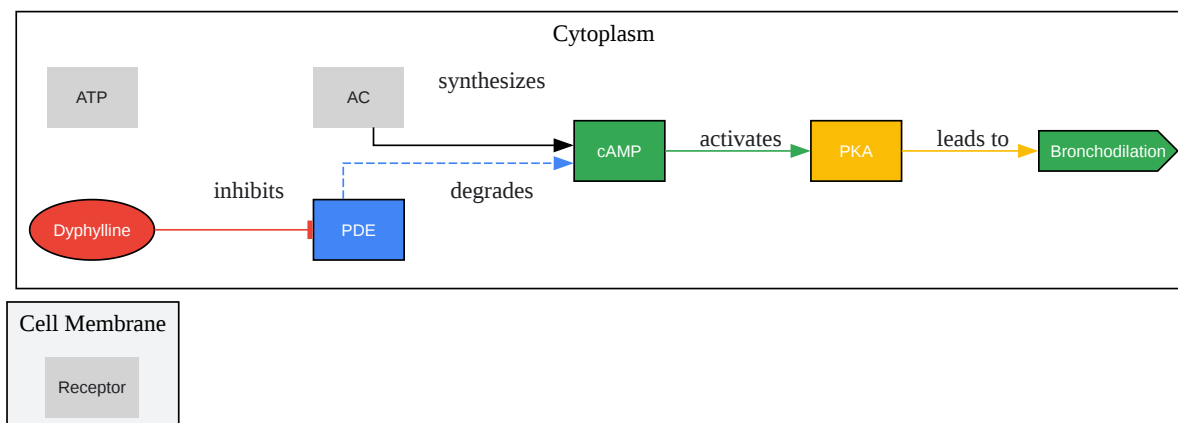 Cytoplasm
ATP
AC
synthesizes
cAMP
activates
PKA
leads to
Bronchodilation
inhibits
degrades
Dyphylline
PDE
Cell Membrane
Receptor